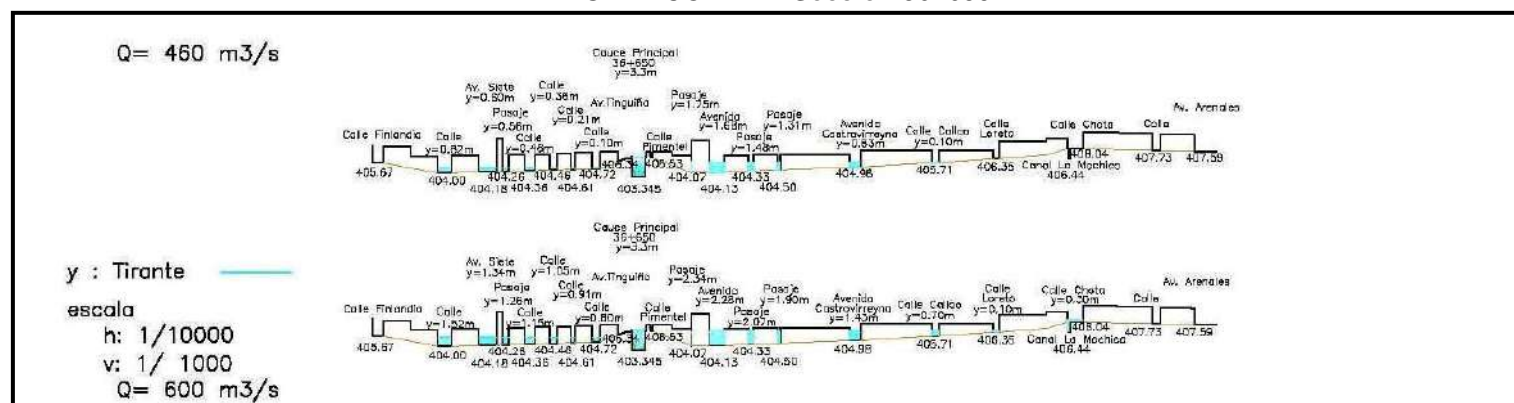 Q= 460 m3/s
Cauce Principal
36+650
y=3.3m
Av. Siete
y=0.60m
Calle
y=0.36m
Pasaje
y=0.56m
Calle
y=0.21m
Av.Tinguiña
Pasaje
y=1.75m
Avenida
y=1.68m
Pasaje
y=1.31m
Av. Arenales
Calle Finlandia
Calle
y=0.82m
Calle
y=0.48m
Calle
y=0.10m
Calle
Pimentel
Pasaje
y=1.48m
Avenida
Castrovirreyna
y=0.83m
Calle Callao
y=0.10m
Calle
Loreto
Calle Chota
Calle
405.67
404.00
404.18
404.26
404.36
404.46
404.61
404.72
405.34
403.345
405.53
404.07
404.13
404.33
404.50
404.96
405.71
406.35
Canal La Mochica
406.44
408.04
407.73
407.59
Cauce Principal
36+650
y=3.3m
y : Tirante
Av. Siete
y=1.34m
Calle
y=1.05m
Pasaje
y=1.26m
Calle
y=0.91m
Av.Tinguiña
Pasaje
y=2.34m
Avenida
y=2.28m
Pasaje
y=1.90m
Av. Arenales
escala
Calle Finlandia
Calle
y=1.52m
Calle
y=1.15m
Calle
y=0.80m
Calle
Pimentel
Pasaje
y=2.07m
Avenida
Castrovirreyna
y=1.43m
Calle Callao
y=0.70m
Calle
Loreto
y=0.10m
Calle Chota
y=0.30m
Calle
h: 1/10000
v: 1/ 1000
405.67
404.00
404.18
404.26
404.36
404.46
404.61
404.72
405.34
403.345
404.07
404.13
404.33
404.50
404.98
405.71
406.35
Canal La Mochica
406.44
408.04
407.73
407.59
Q= 600 m3/s